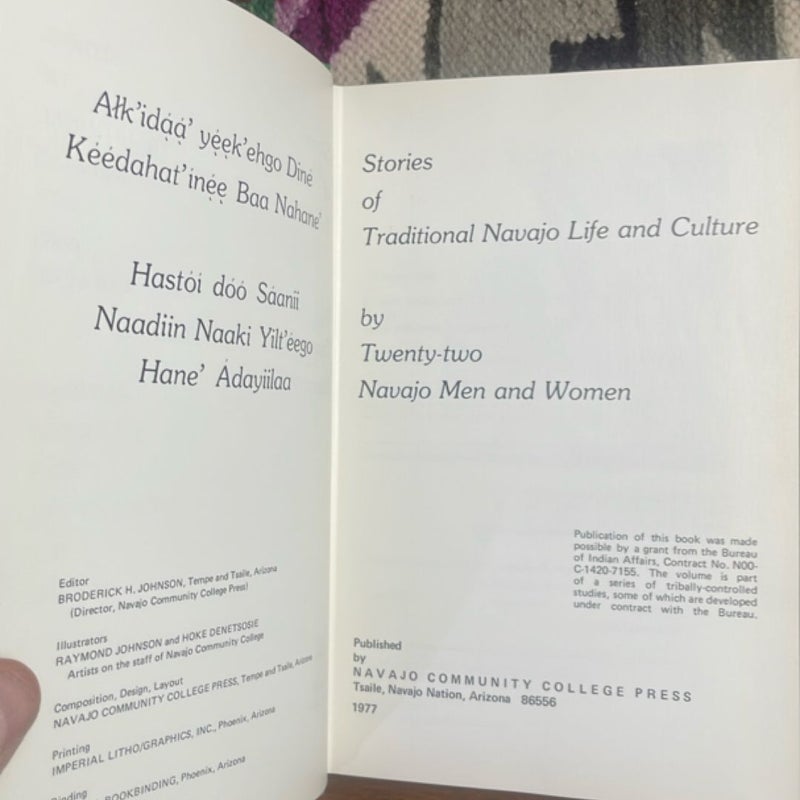 Ałk'idą́ą́' yę́ęk'ehgo Diné
Kéédahat'ínę́ę Baa Nahane'
Hastói dóó Sáanii
Naadiin Naaki Yilt'éego
Hane' Ádayiilaa
Editor
BRODERICK H. JOHNSON, Tempe and Tsaile, Arizona
(Director, Navajo Community College Press)
Illustrators
RAYMOND JOHNSON and HOKE DENETSOSIE
Artists on the staff of Navajo Community College
Composition, Design, Layout
NAVAJO COMMUNITY COLLEGE PRESS, Tempe and Tsaile, Arizona
Printing
IMPERIAL LITHO/GRAPHICS, INC., Phoenix, Arizona
BOOKBINDING, Phoenix, Arizona
Stories
of
Traditional Navajo Life and Culture
by
Twenty-two
Navajo Men and Women
Publication of this book was made
possible by a grant from the Bureau
of Indian Affairs, Contract No. N00-
C-1420-7155. The volume is part
of a series of tribally-controlled
studies, some of which are developed
under contract with the Bureau.
Published
by
NAVAJO COMMUNITY COLLEGE PRESS
Tsaile, Navajo Nation, Arizona 86556
1977